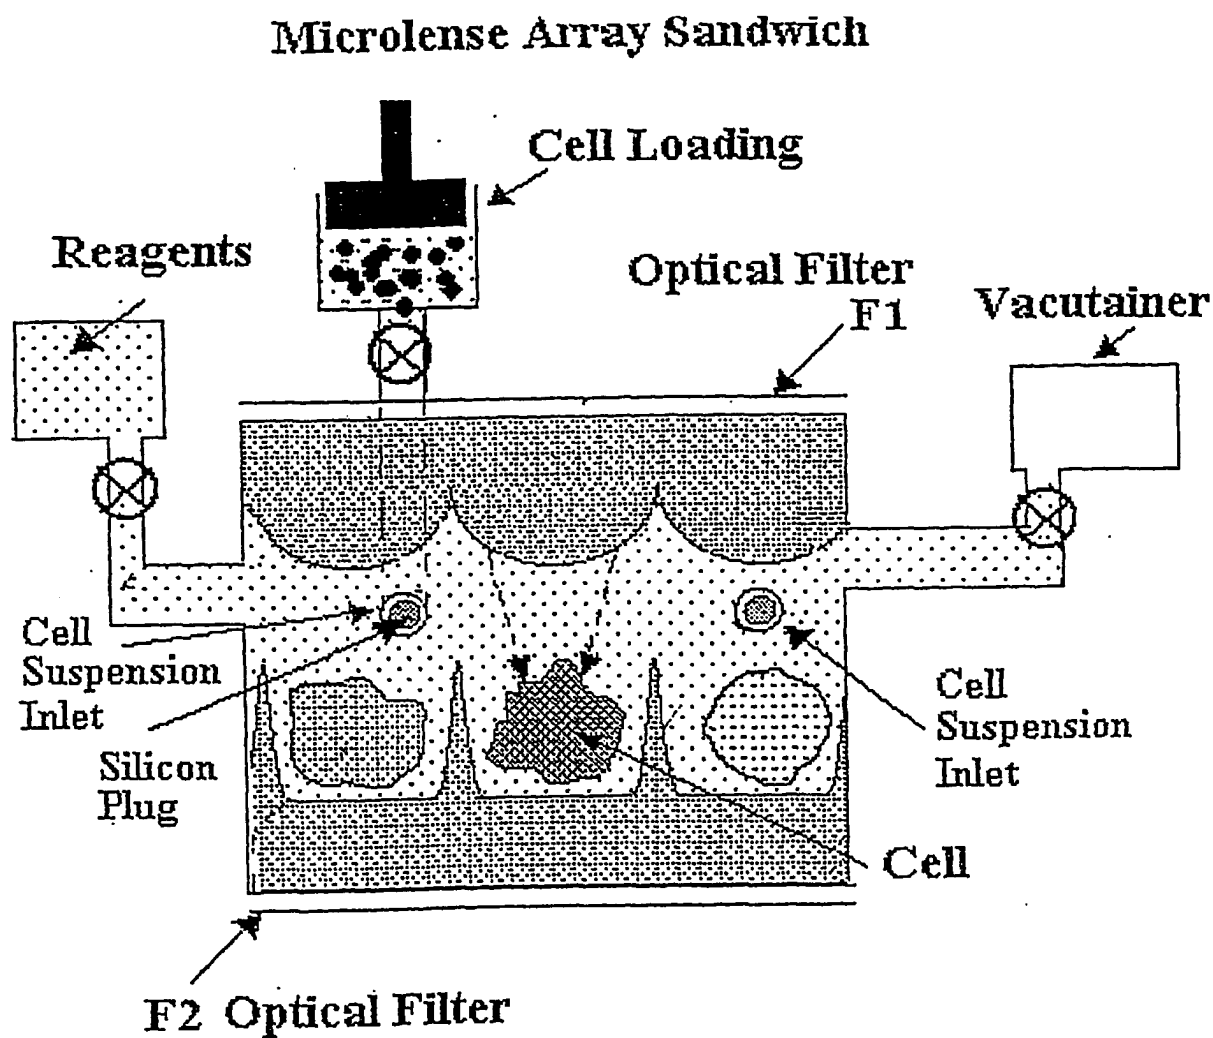 Microlense Array Sandwich
Cell Loading
Reagents
Optical Filter
F1
Vacutainer
Cell
Suspension
Inlet
Silicon
Plug
Cell
Suspension
Inlet
Cell
F2 Optical Filter